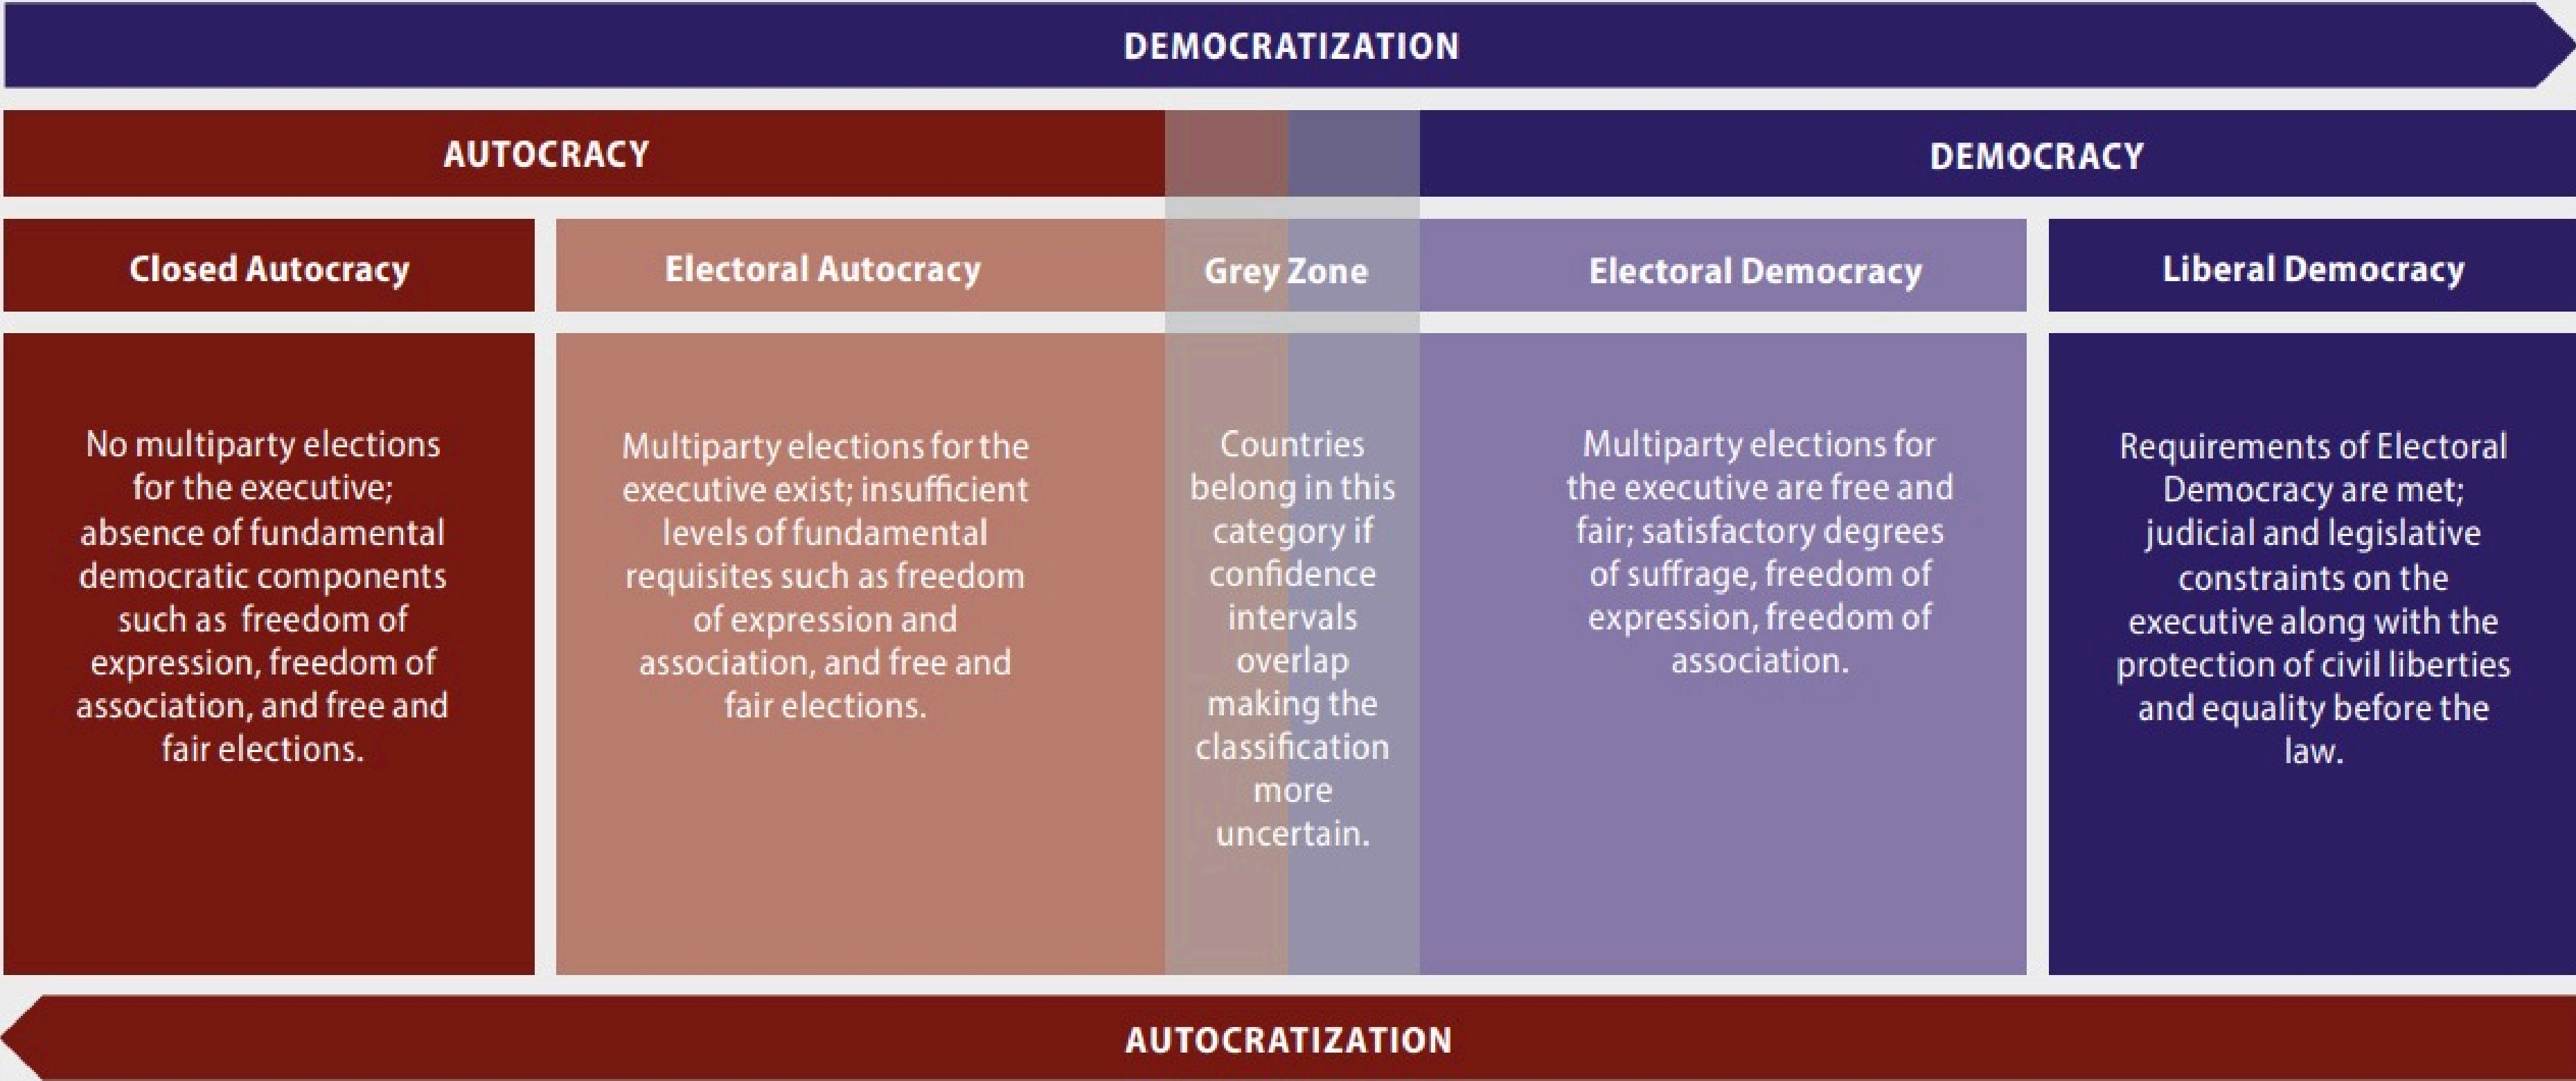 DEMOCRATIZATION
AUTOCRACY
DEMOCRACY
Closed Autocracy
Electoral Autocracy
Grey Zone
Electoral Democracy
Liberal Democracy
No multiparty elections
for the executive;
absence of fundamental
democratic components
such as freedom of
expression, freedom of
association, and free and
fair elections.
Multiparty elections for the
executive exist; insufficient
levels of fundamental
requisites such as freedom
of expression and
association, and free and
fair elections.
Countries
belong in this
category if
confidence
intervals
overlap
making the
classification
more
uncertain.
Multiparty elections for
the executive are free and
fair; satisfactory degrees
of suffrage, freedom of
expression, freedom of
association.
Requirements of Electoral
Democracy are met;
judicial and legislative
constraints on the
executive along with the
protection of civil liberties
and equality before the
law.
AUTOCRATIZATION